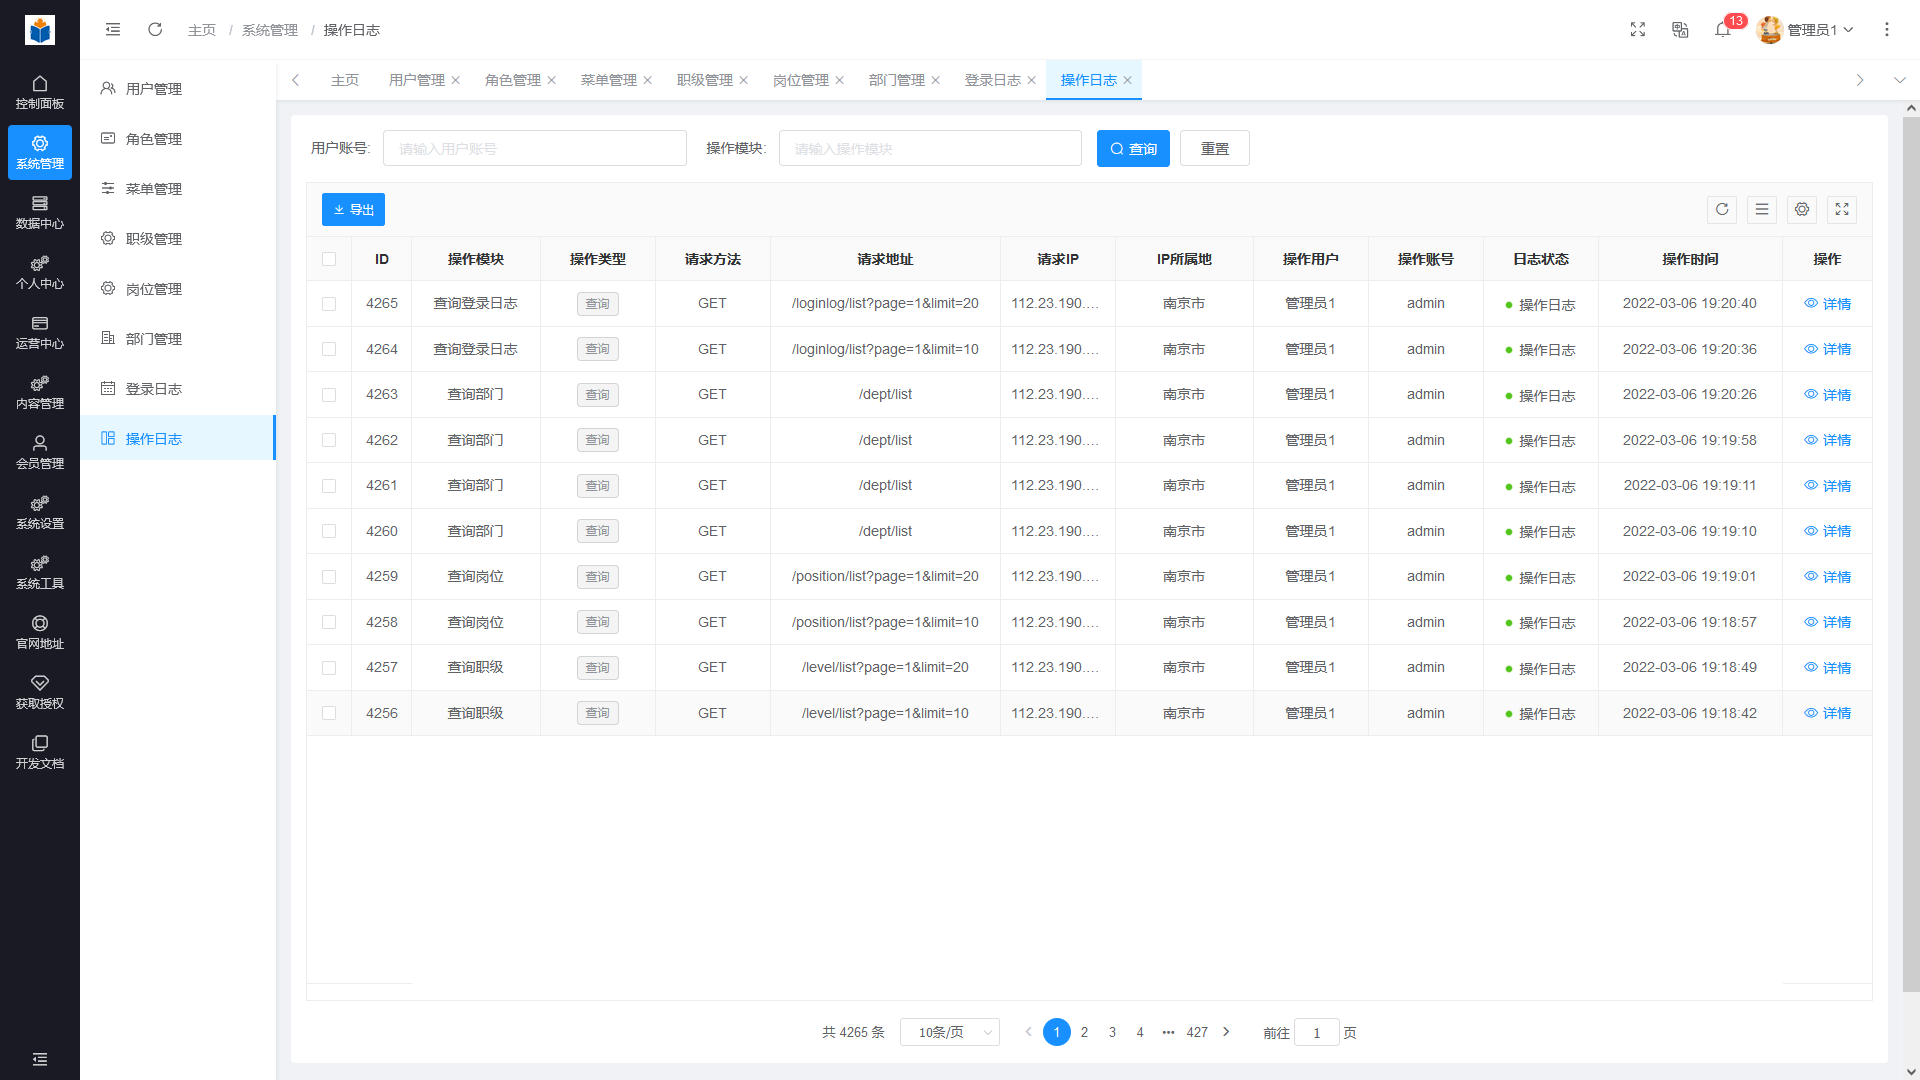 主页 / 系统管理 / 操作日志
13
管理员1
控制面板
系统管理
数据中心
个人中心
运营中心
内容管理
会员管理
系统设置
系统工具
官网地址
获取授权
开发文档
用户管理
角色管理
菜单管理
职级管理
岗位管理
部门管理
登录日志
操作日志
主页 用户管理 角色管理 菜单管理 职级管理 岗位管理 部门管理 登录日志 操作日志
用户账号: 请输入用户账号 操作模块: 请输入操作模块 查询 重置
导出
ID 操作模块 操作类型 请求方法 请求地址 请求IP IP所属地 操作用户 操作账号 日志状态 操作时间 操作
4265 查询登录日志 查询 GET /loginlog/list?page=1&limit=20 112.23.190.... 南京市 管理员1 admin 操作日志 2022-03-06 19:20:40 详情
4264 查询登录日志 查询 GET /loginlog/list?page=1&limit=10 112.23.190.... 南京市 管理员1 admin 操作日志 2022-03-06 19:20:36 详情
4263 查询部门 查询 GET /dept/list 112.23.190.... 南京市 管理员1 admin 操作日志 2022-03-06 19:20:26 详情
4262 查询部门 查询 GET /dept/list 112.23.190.... 南京市 管理员1 admin 操作日志 2022-03-06 19:19:58 详情
4261 查询部门 查询 GET /dept/list 112.23.190.... 南京市 管理员1 admin 操作日志 2022-03-06 19:19:11 详情
4260 查询部门 查询 GET /dept/list 112.23.190.... 南京市 管理员1 admin 操作日志 2022-03-06 19:19:10 详情
4259 查询岗位 查询 GET /position/list?page=1&limit=20 112.23.190.... 南京市 管理员1 admin 操作日志 2022-03-06 19:19:01 详情
4258 查询岗位 查询 GET /position/list?page=1&limit=10 112.23.190.... 南京市 管理员1 admin 操作日志 2022-03-06 19:18:57 详情
4257 查询职级 查询 GET /level/list?page=1&limit=20 112.23.190.... 南京市 管理员1 admin 操作日志 2022-03-06 19:18:49 详情
4256 查询职级 查询 GET /level/list?page=1&limit=10 112.23.190.... 南京市 管理员1 admin 操作日志 2022-03-06 19:18:42 详情
共 4265 条 10条/页 1 2 3 4 ••• 427 前往 1 页